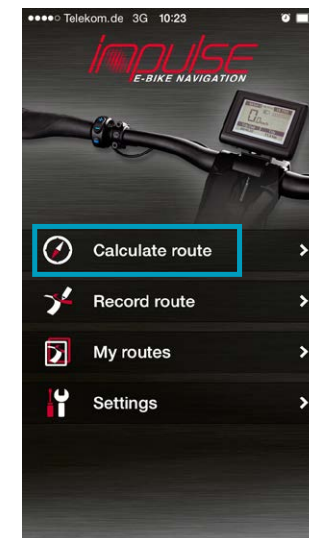 Telekom.de 3G 10:23
impulse
E-BIKE NAVIGATION
Calculate route
Record route
My routes
Settings